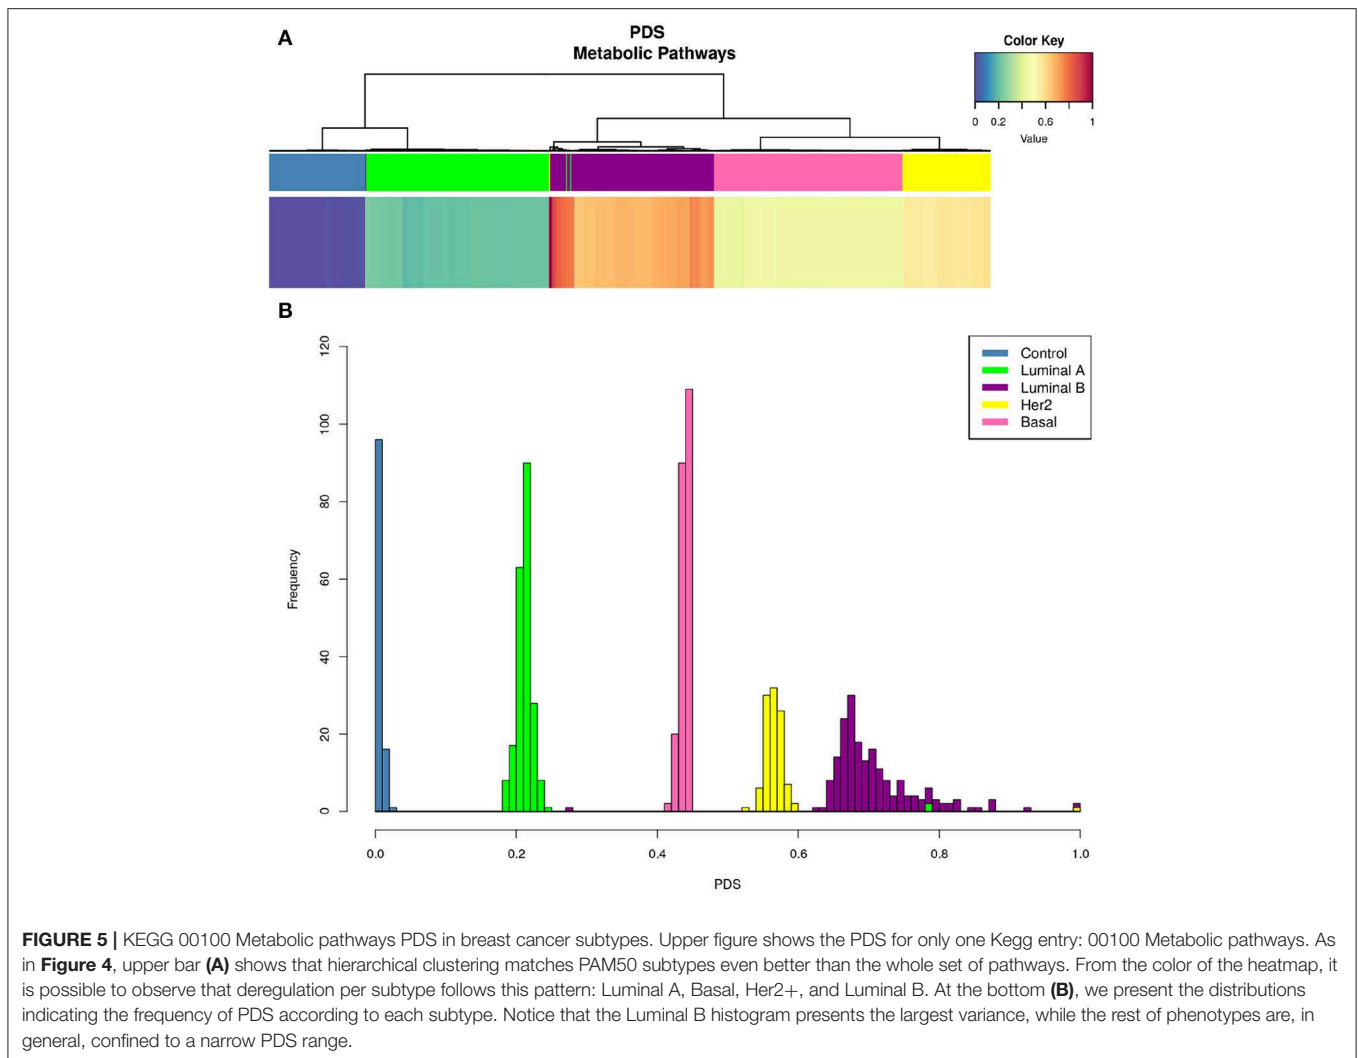 A
PDS
Metabolic Pathways
Color Key
0 0.2 0.6 1
Value
B
120
100
80
60
40
20
0
Frequency
Control
Luminal A
Luminal B
Her2
Basal
0.0 0.2 0.4 0.6 0.8 1.0
PDS
FIGURE 5 | KEGG 00100 Metabolic pathways PDS in breast cancer subtypes. Upper figure shows the PDS for only one Kegg entry: 00100 Metabolic pathways. As
in Figure 4, upper bar (A) shows that hierarchical clustering matches PAM50 subtypes even better than the whole set of pathways. From the color of the heatmap, it
is possible to observe that deregulation per subtype follows this pattern: Luminal A, Basal, Her2+, and Luminal B. At the bottom (B), we present the distributions
indicating the frequency of PDS according to each subtype. Notice that the Luminal B histogram presents the largest variance, while the rest of phenotypes are, in
general, confined to a narrow PDS range.